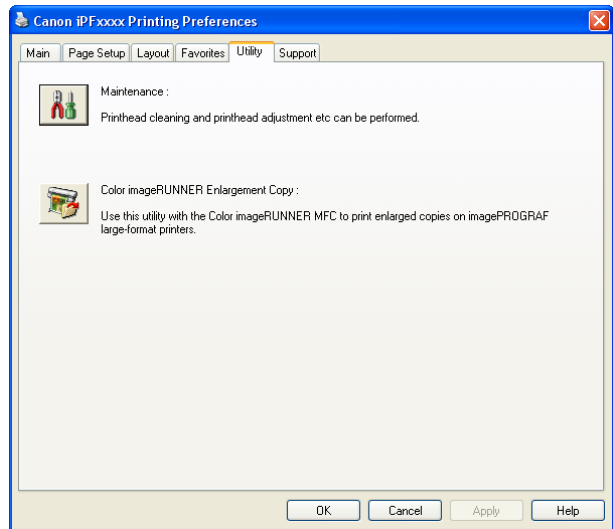 Canon iPFxxxx Printing Preferences
Main Page Setup Layout Favorites Utility Support
Maintenance :
Printhead cleaning and printhead adjustment etc can be performed.
Color imageRUNNER Enlargement Copy :
Use this utility with the Color imageRUNNER MFC to print enlarged copies on imagePROGRAF
large-format printers.
OK Cancel Apply Help